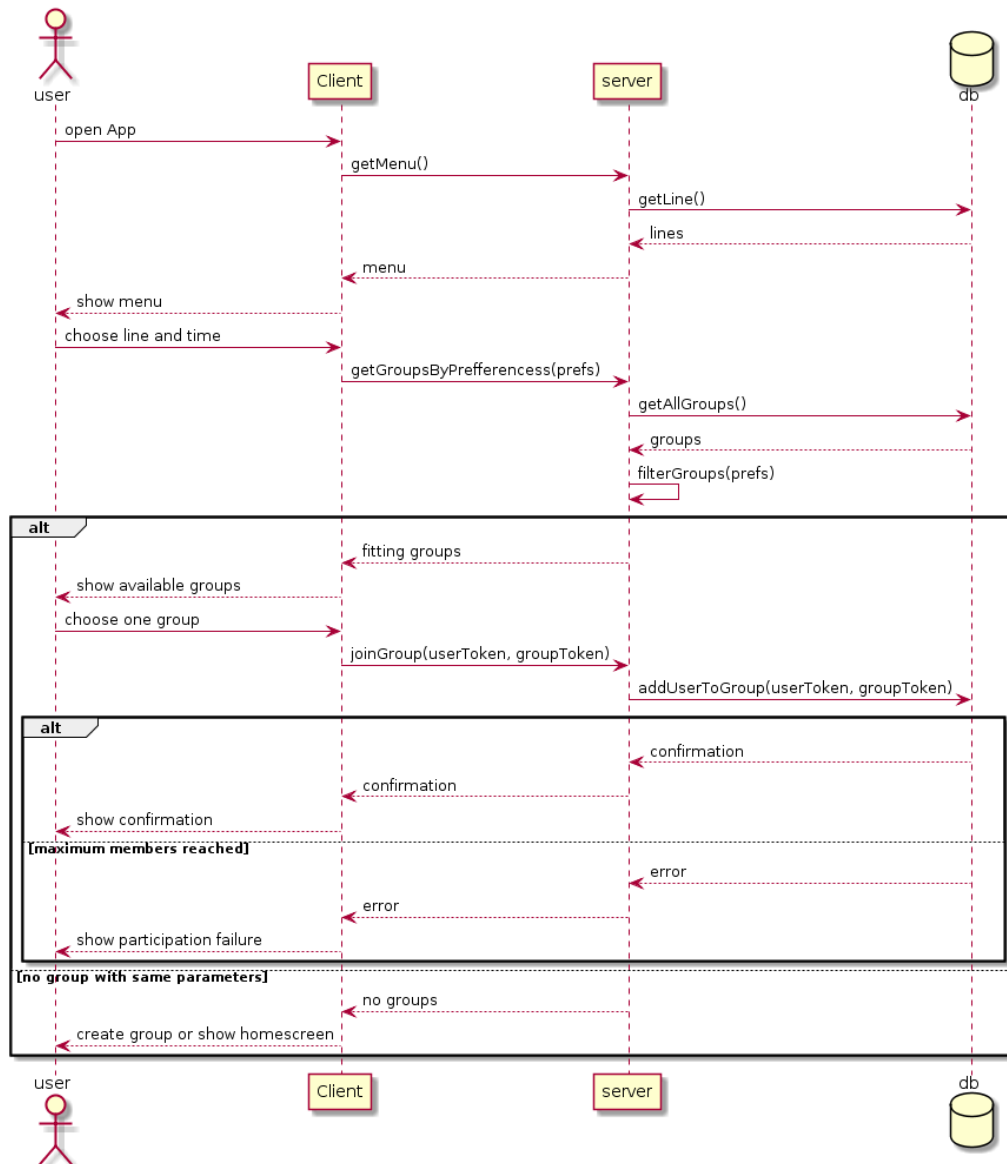 user
Client
server
db
open App
getMenu()
getLine()
lines
menu
show menu
choose line and time
getGroupsByPrefferencess(prefs)
getAllGroups()
groups
filterGroups(prefs)
alt
fitting groups
show available groups
choose one group
joinGroup(userToken, groupToken)
addUserToGroup(userToken, groupToken)
alt
confirmation
confirmation
show confirmation
[maximum members reached]
error
error
show participation failure
[no group with same parameters]
no groups
create group or show homescreen
user
Client
server
db